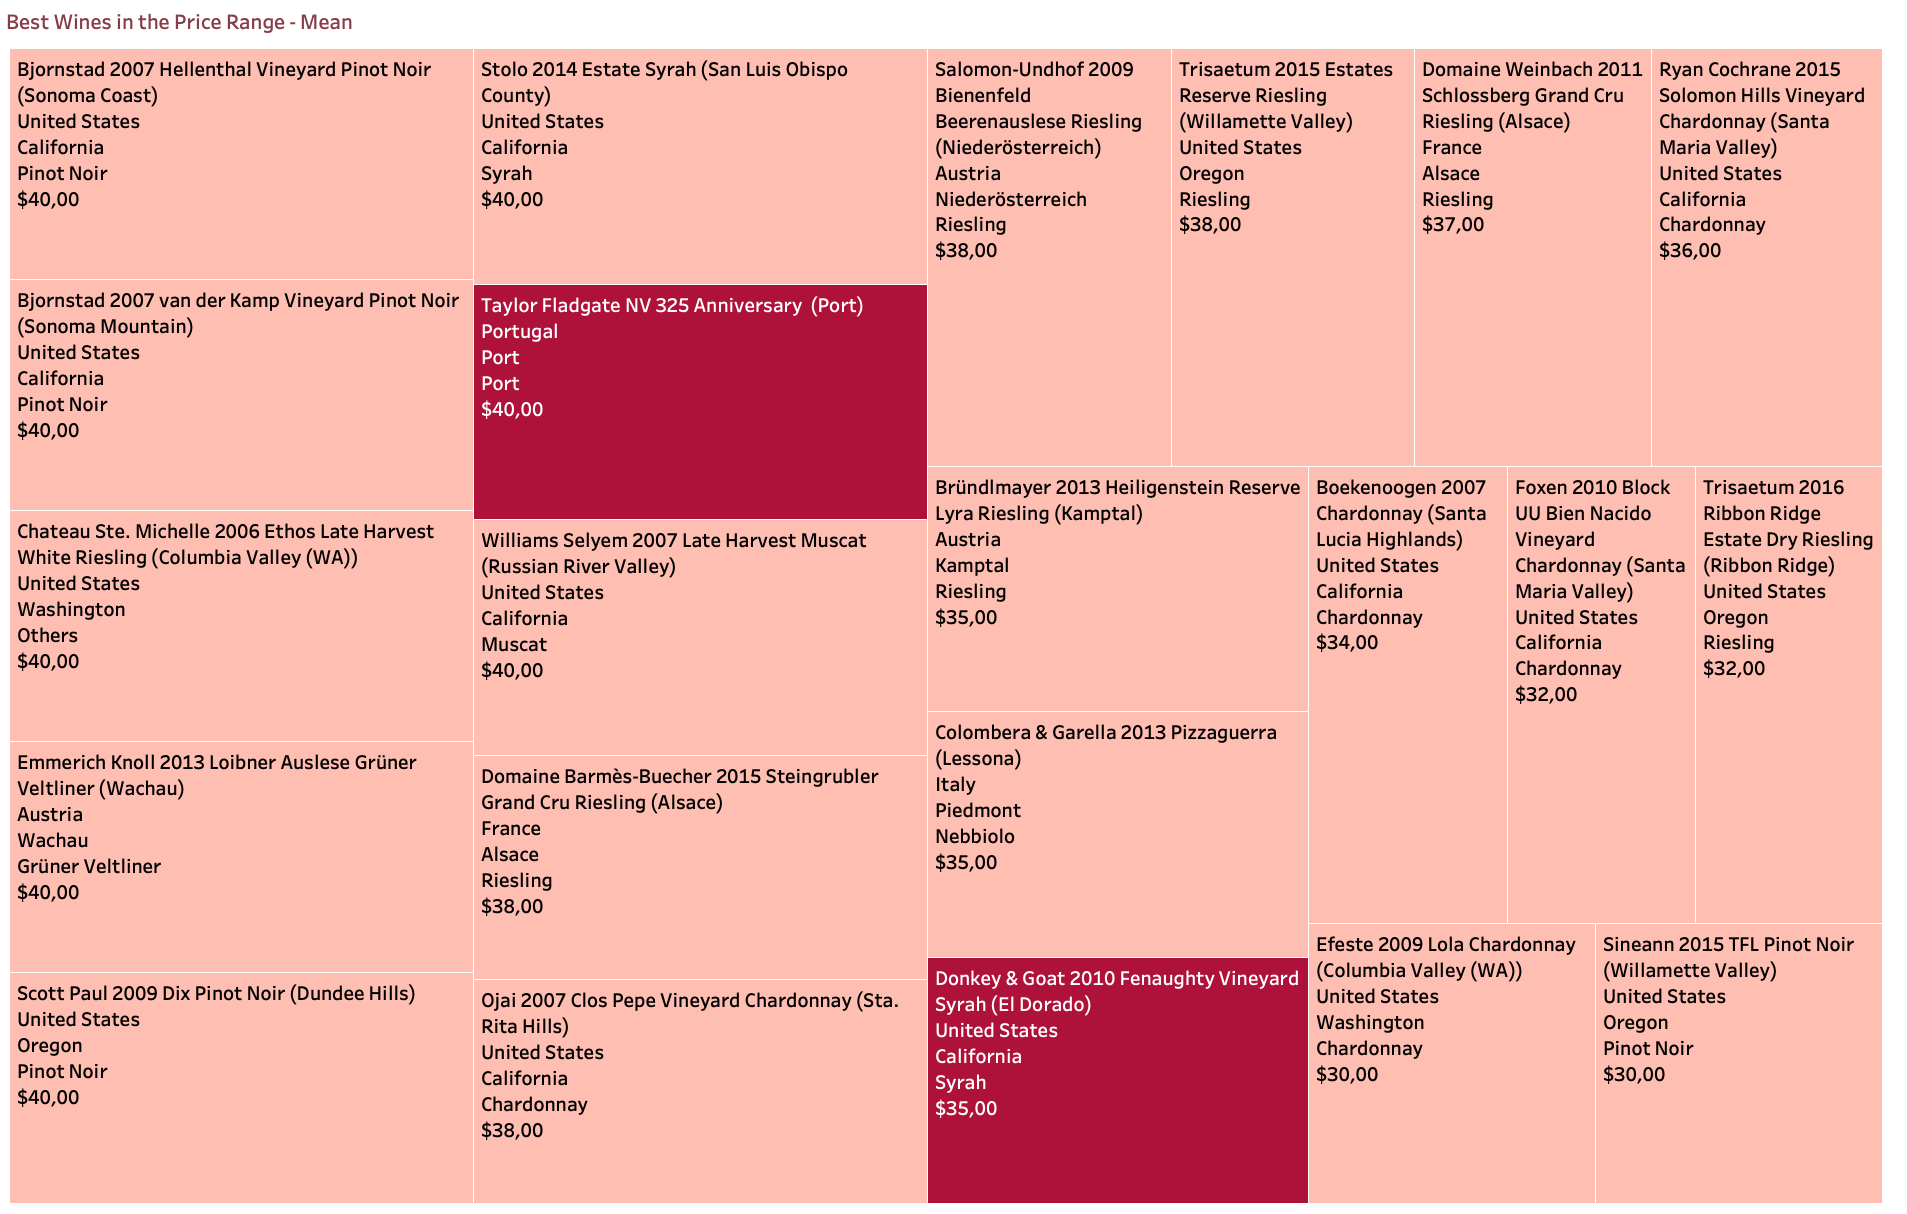 Best Wines in the Price Range - Mean
Bjornstad 2007 Hellenthal Vineyard Pinot Noir
(Sonoma Coast)
United States
California
Pinot Noir
$40,00
Bjornstad 2007 van der Kamp Vineyard Pinot Noir
(Sonoma Mountain)
United States
California
Pinot Noir
$40,00
Chateau Ste. Michelle 2006 Ethos Late Harvest
White Riesling (Columbia Valley (WA))
United States
Washington
Others
$40,00
Emmerich Knoll 2013 Loibner Auslese Grüner
Veltliner (Wachau)
Austria
Wachau
Grüner Veltliner
$40,00
Scott Paul 2009 Dix Pinot Noir (Dundee Hills)
United States
Oregon
Pinot Noir
$40,00
Stolo 2014 Estate Syrah (San Luis Obispo
County)
United States
California
Syrah
$40,00
Taylor Fladgate NV 325 Anniversary  (Port)
Portugal
Port
Port
$40,00
Williams Selyem 2007 Late Harvest Muscat
(Russian River Valley)
United States
California
Muscat
$40,00
Domaine Barmès-Buecher 2015 Steingrubler
Grand Cru Riesling (Alsace)
France
Alsace
Riesling
$38,00
Ojai 2007 Clos Pepe Vineyard Chardonnay (Sta.
Rita Hills)
United States
California
Chardonnay
$38,00
Salomon-Undhof 2009
Bienenfeld
Beerenauslese Riesling
(Niederösterreich)
Austria
Niederösterreich
Riesling
$38,00
Trisaetum 2015 Estates
Reserve Riesling
(Willamette Valley)
United States
Oregon
Riesling
$38,00
Domaine Weinbach 2011
Schlossberg Grand Cru
Riesling (Alsace)
France
Alsace
Riesling
$37,00
Ryan Cochrane 2015
Solomon Hills Vineyard
Chardonnay (Santa
Maria Valley)
United States
California
Chardonnay
$36,00
Bründlmayer 2013 Heiligenstein Reserve
Lyra Riesling (Kamptal)
Austria
Kamptal
Riesling
$35,00
Colombera & Garella 2013 Pizzaguerra
(Lessona)
Italy
Piedmont
Nebbiolo
$35,00
Donkey & Goat 2010 Fenaughty Vineyard
Syrah (El Dorado)
United States
California
Syrah
$35,00
Boekenoogen 2007
Chardonnay (Santa
Lucia Highlands)
United States
California
Chardonnay
$34,00
Foxen 2010 Block
UU Bien Nacido
Vineyard
Chardonnay (Santa
Maria Valley)
United States
California
Chardonnay
$32,00
Trisaetum 2016
Ribbon Ridge
Estate Dry Riesling
(Ribbon Ridge)
United States
Oregon
Riesling
$32,00
Efeste 2009 Lola Chardonnay
(Columbia Valley (WA))
United States
Washington
Chardonnay
$30,00
Sineann 2015 TFL Pinot Noir
(Willamette Valley)
United States
Oregon
Pinot Noir
$30,00